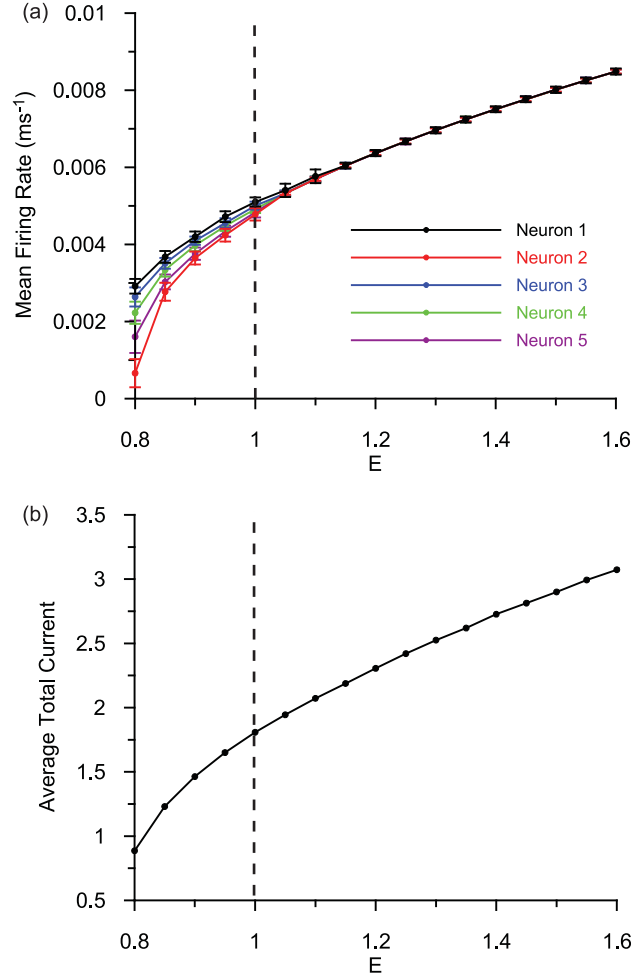 (a)
0.01
0.008
0.006
0.004
0.002
0
Mean Firing Rate (ms⁻¹)
Neuron 1
Neuron 2
Neuron 3
Neuron 4
Neuron 5
0.8 1 1.2 1.4 1.6
E
(b)
3.5
3
2.5
2
1.5
1
0.5
Average Total Current
0.8 1 1.2 1.4 1.6
E